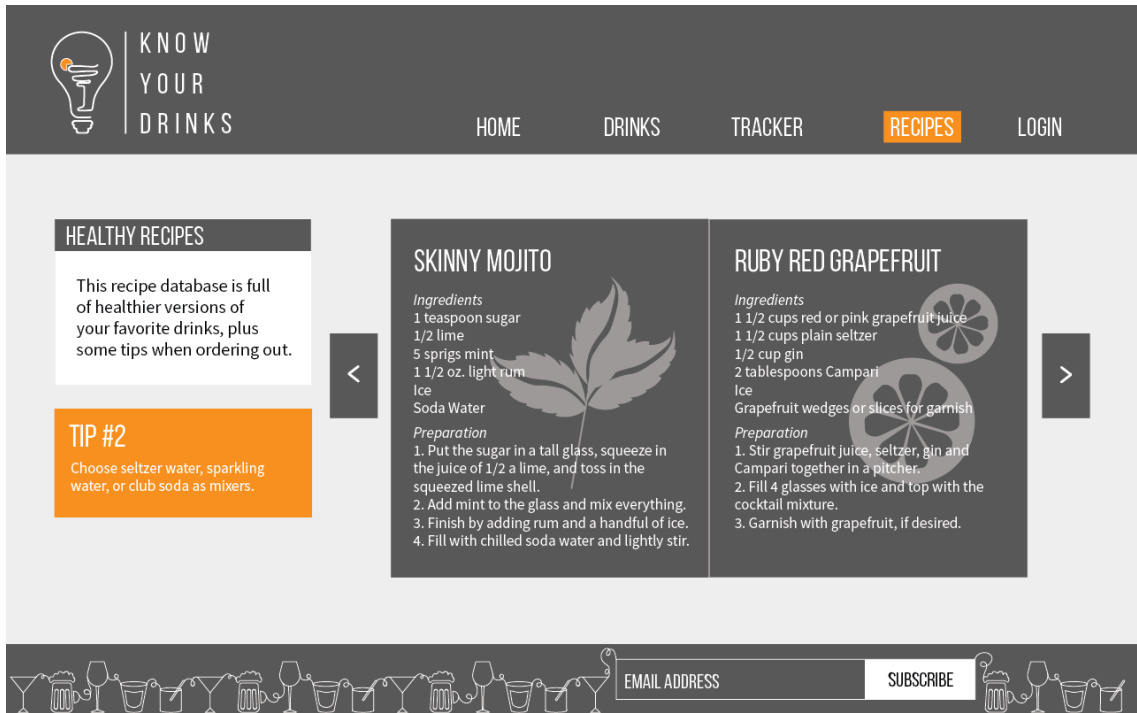 KNOW
YOUR
DRINKS
HOME
DRINKS
TRACKER
RECIPES
LOGIN
HEALTHY RECIPES
This recipe database is full
of healthier versions of
your favorite drinks, plus
some tips when ordering out.
TIP #2
Choose seltzer water, sparkling
water, or club soda as mixers.
<
SKINNY MOJITO
Ingredients
1 teaspoon sugar
1/2 lime
5 sprigs mint
1 1/2 oz. light rum
Ice
Soda Water
Preparation
1. Put the sugar in a tall glass, squeeze in
the juice of 1/2 a lime, and toss in the
squeezed lime shell.
2. Add mint to the glass and mix everything.
3. Finish by adding rum and a handful of ice.
4. Fill with chilled soda water and lightly stir.
RUBY RED GRAPEFRUIT
Ingredients
1 1/2 cups red or pink grapefruit juice
1 1/2 cups plain seltzer
1/2 cup gin
2 tablespoons Campari
Ice
Grapefruit wedges or slices for garnish
Preparation
1. Stir grapefruit juice, seltzer, gin and
Campari together in a pitcher.
2. Fill 4 glasses with ice and top with the
cocktail mixture.
3. Garnish with grapefruit, if desired.
>
EMAIL ADDRESS
SUBSCRIBE